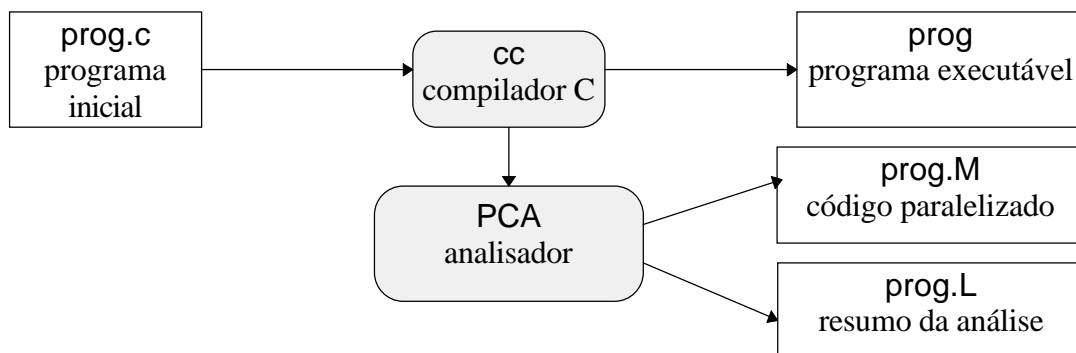 prog.c
programa
inicial
cc
compilador C
prog
programa executável
PCA
analisador
prog.M
código paralelizado
prog.L
resumo da análise